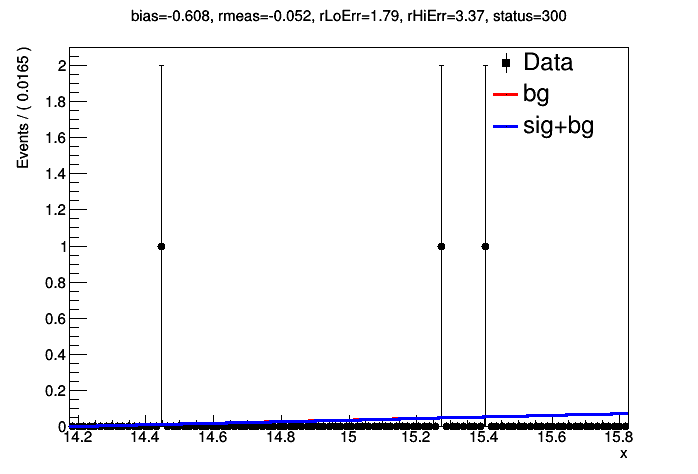 bias=-0.608, rmeas=-0.052, rLoErr=1.79, rHiErr=3.37, status=300
Events / ( 0.0165 )
2
1.8
1.6
1.4
1.2
1
0.8
0.6
0.4
0.2
0
Data
bg
sig+bg
14.2 14.4 14.6 14.8 15 15.2 15.4 15.6 15.8
x